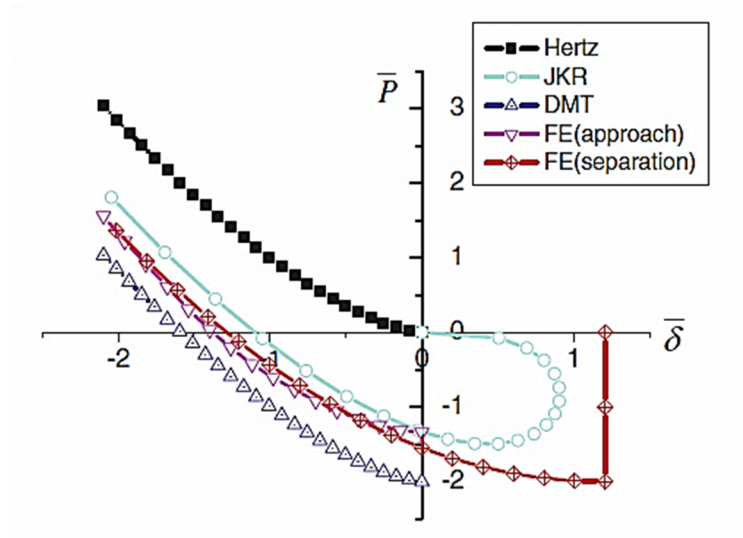 Hertz
JKR
DMT
FE(approach)
FE(separation)
P
3
2
1
0
-2
-1
0
1
δ
-1
-2